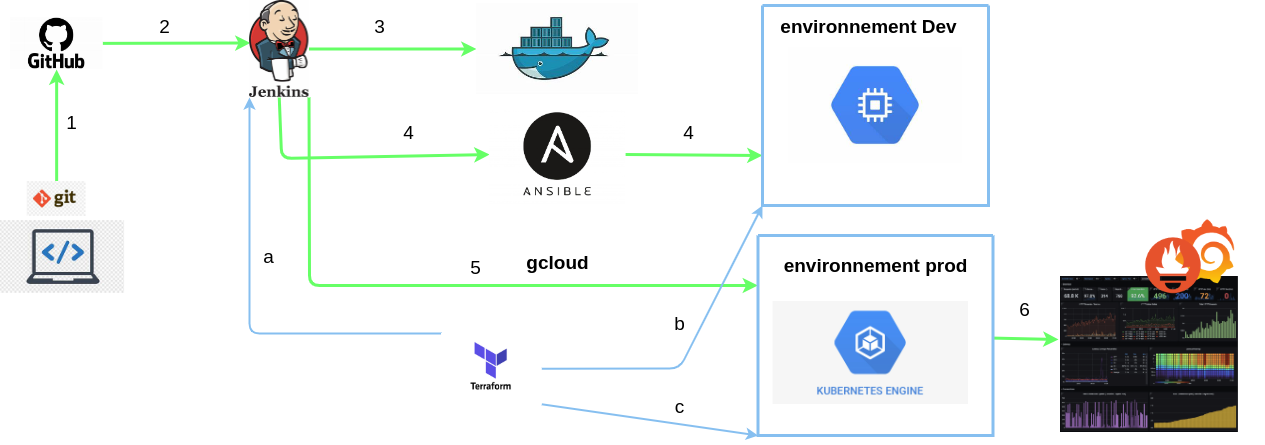 GitHub
2
Jenkins
3
environnement Dev
1
4
ANSIBLE
4
git
</>
a
5
gcloud
environnement prod
b
Terraform
c
KUBERNETES ENGINE
6